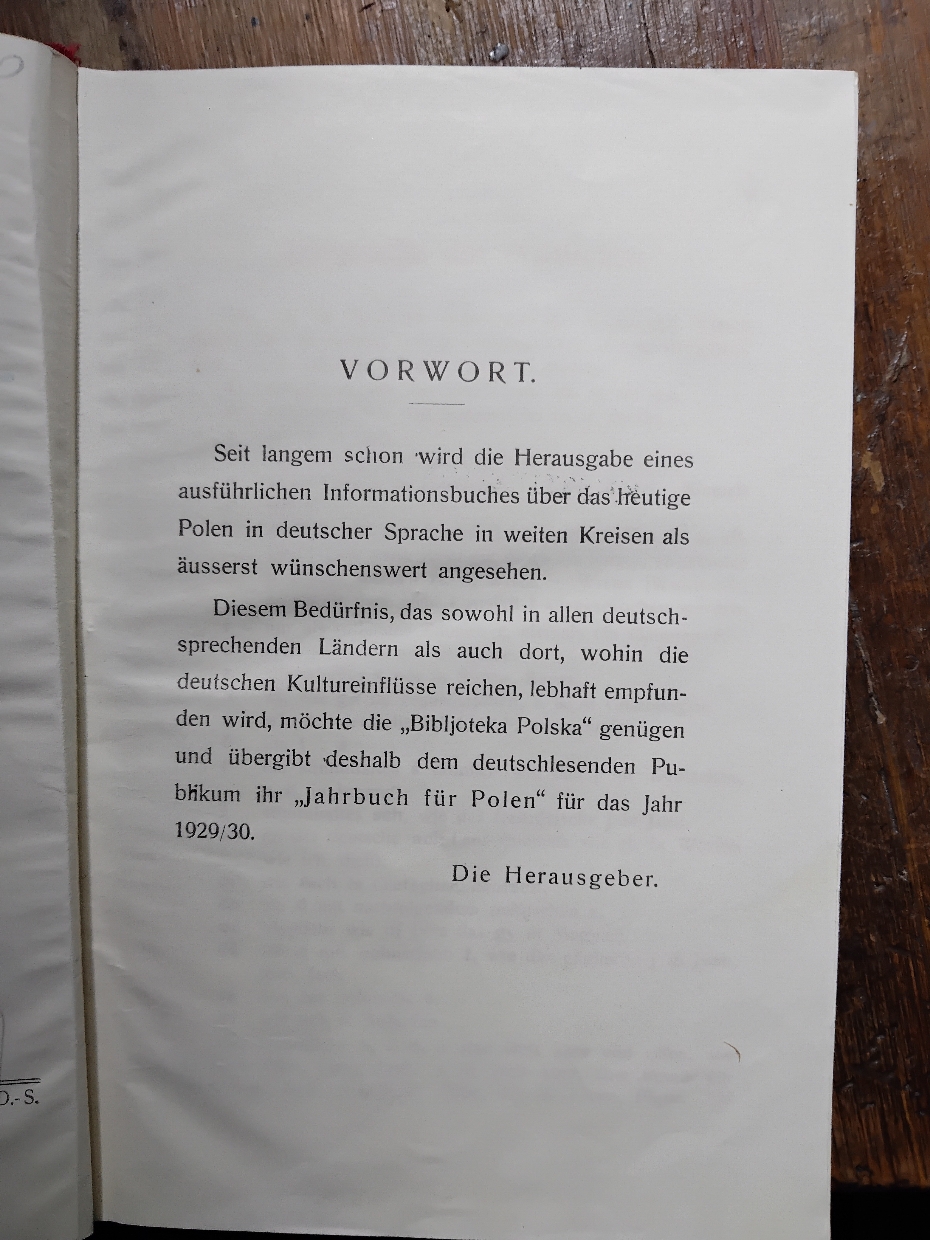 VORWORT.
Seit langem schon wird die Herausgabe eines
ausführlichen Informationsbuches über das heutige
Polen in deutscher Sprache in weiten Kreisen als
äusserst wünschenswert angesehen.
Diesem Bedürfnis, das sowohl in allen deutsch-
sprechenden Ländern als auch dort, wohin die
deutschen Kultureinflüsse reichen, lebhaft empfun-
den wird, möchte die „Bibljoteka Polska“ genügen
und übergibt deshalb dem deutschlesenden Pu-
blikum ihr „Jahrbuch für Polen“ für das Jahr
1929/30.
Die Herausgeber.